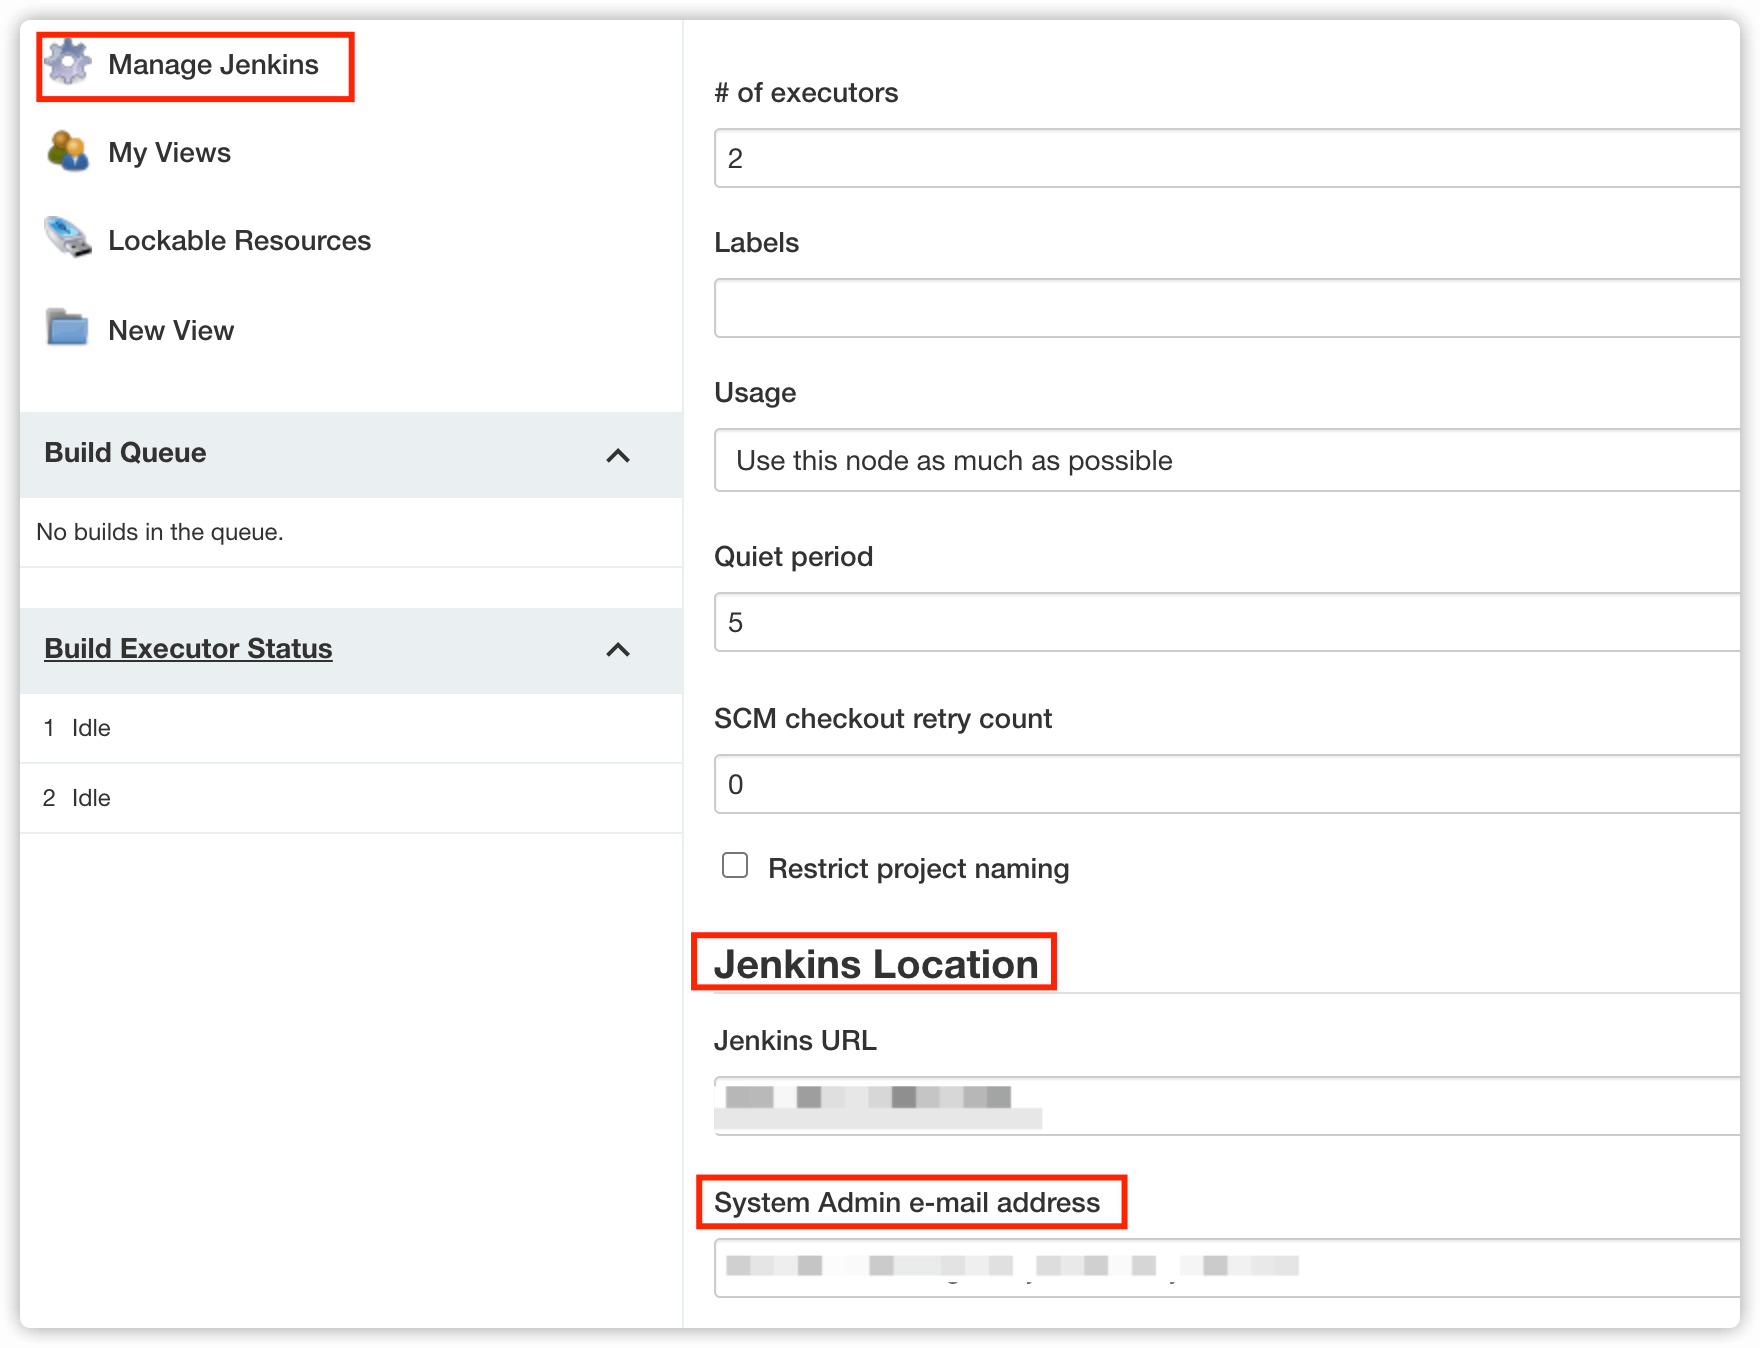 Manage Jenkins
My Views
Lockable Resources
New View
Build Queue
No builds in the queue.
Build Executor Status
1 Idle
2 Idle
# of executors
2
Labels
Usage
Use this node as much as possible
Quiet period
5
SCM checkout retry count
0
Restrict project naming
Jenkins Location
Jenkins URL
System Admin e-mail address